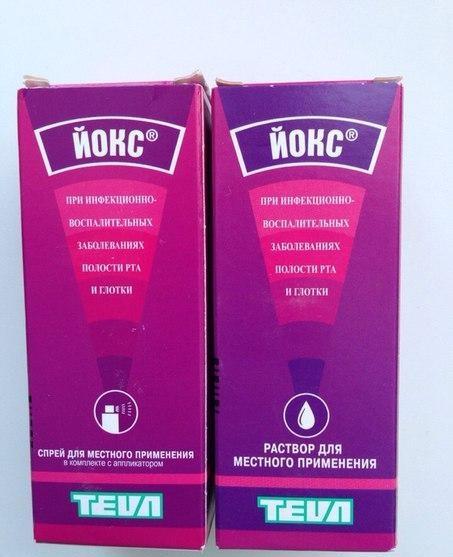 ЙОКС®
ПРИ ИНФЕКЦИОННО-
ВОСПАЛИТЕЛЬНЫХ
ЗАБОЛЕВАНИЯХ
ПОЛОСТИ РТА
И ГЛОТКИ
СПРЕЙ ДЛЯ МЕСТНОГО ПРИМЕНЕНИЯ
в комплекте с аппликатором
TEVA
ЙОКС®
ПРИ ИНФЕКЦИОННО-
ВОСПАЛИТЕЛЬНЫХ
ЗАБОЛЕВАНИЯХ
ПОЛОСТИ РТА
И ГЛОТКИ
РАСТВОР ДЛЯ
МЕСТНОГО ПРИМЕНЕНИЯ
TEVA